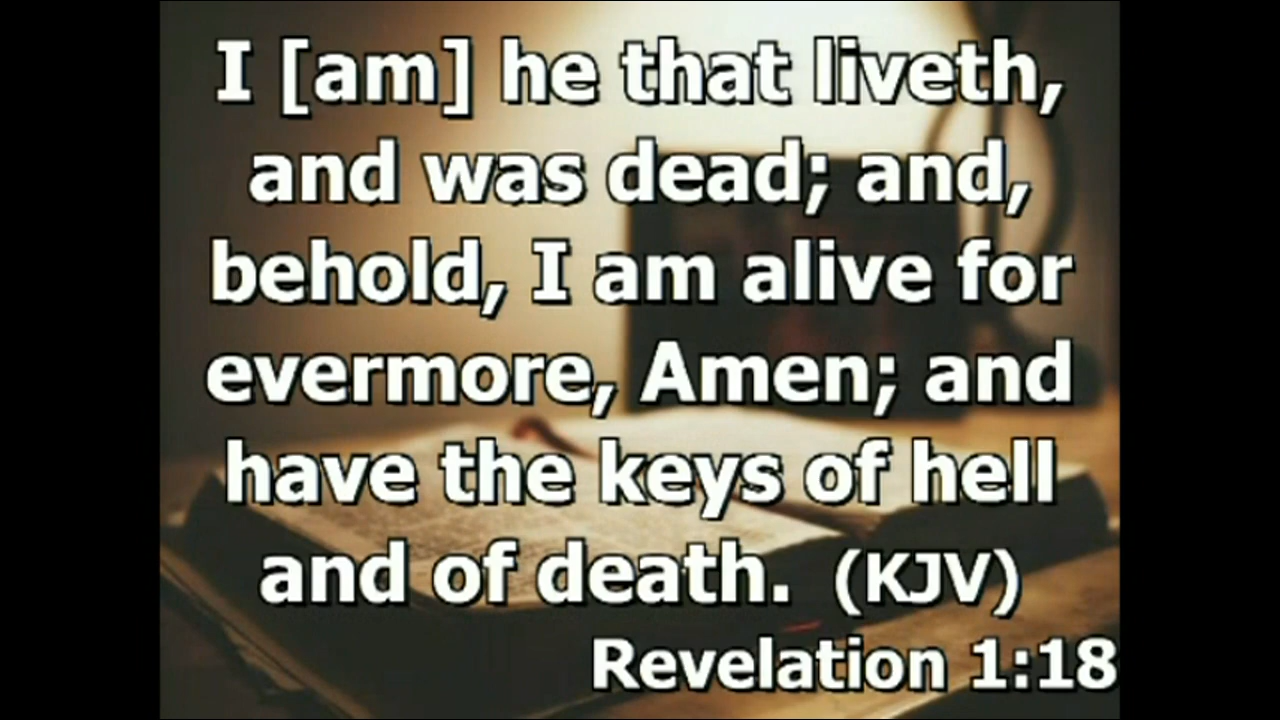 I [am] he that liveth,
and was dead; and,
behold, I am alive for
evermore, Amen; and
have the keys of hell
and of death. (KJV)
Revelation 1:18